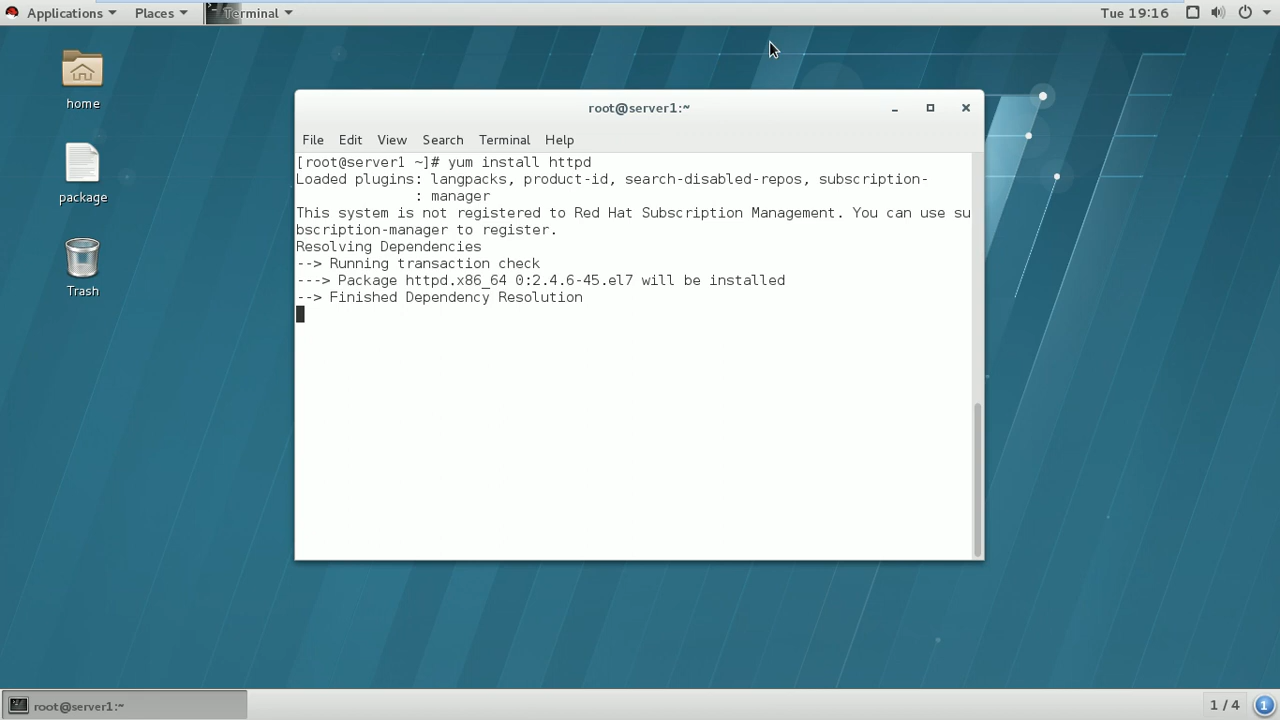 Applications
Places
Terminal
Tue 19:16
home
package
Trash
root@server1:~
File Edit View Search Terminal Help
[root@server1 ~]# yum install httpd
Loaded plugins: langpacks, product-id, search-disabled-repos, subscription-
              : manager
This system is not registered to Red Hat Subscription Management. You can use su
bscription-manager to register.
Resolving Dependencies
--> Running transaction check
---> Package httpd.x86_64 0:2.4.6-45.el7 will be installed
--> Finished Dependency Resolution
root@server1:~
1 / 4
1